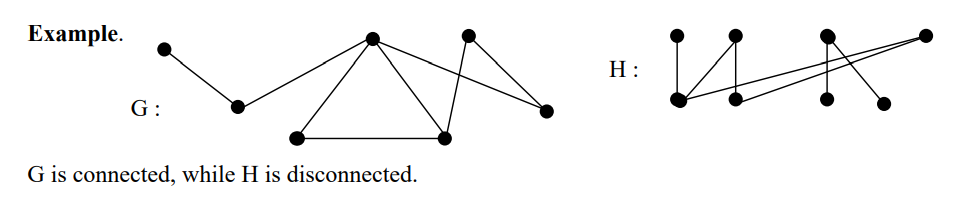 Example.
H :
G :
G is connected, while H is disconnected.